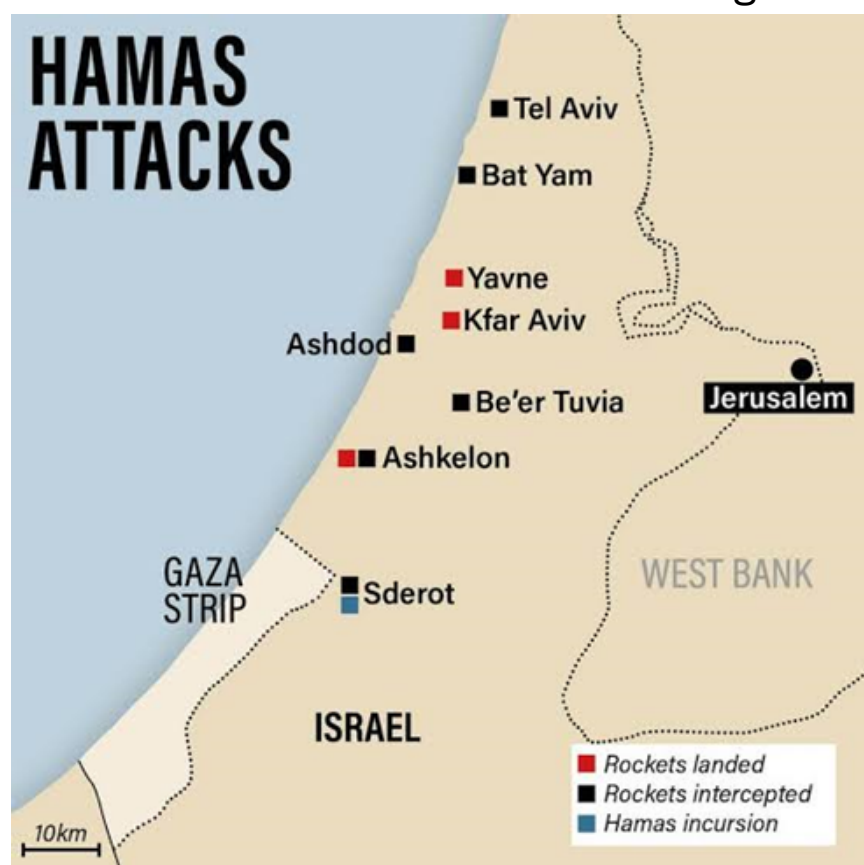 HAMAS
ATTACKS
Tel Aviv
Bat Yam
Yavne
Kfar Aviv
Ashdod
Jerusalem
Be'er Tuvia
Ashkelon
GAZA
STRIP
Sderot
WEST BANK
ISRAEL
Rockets landed
Rockets intercepted
Hamas incursion
10km